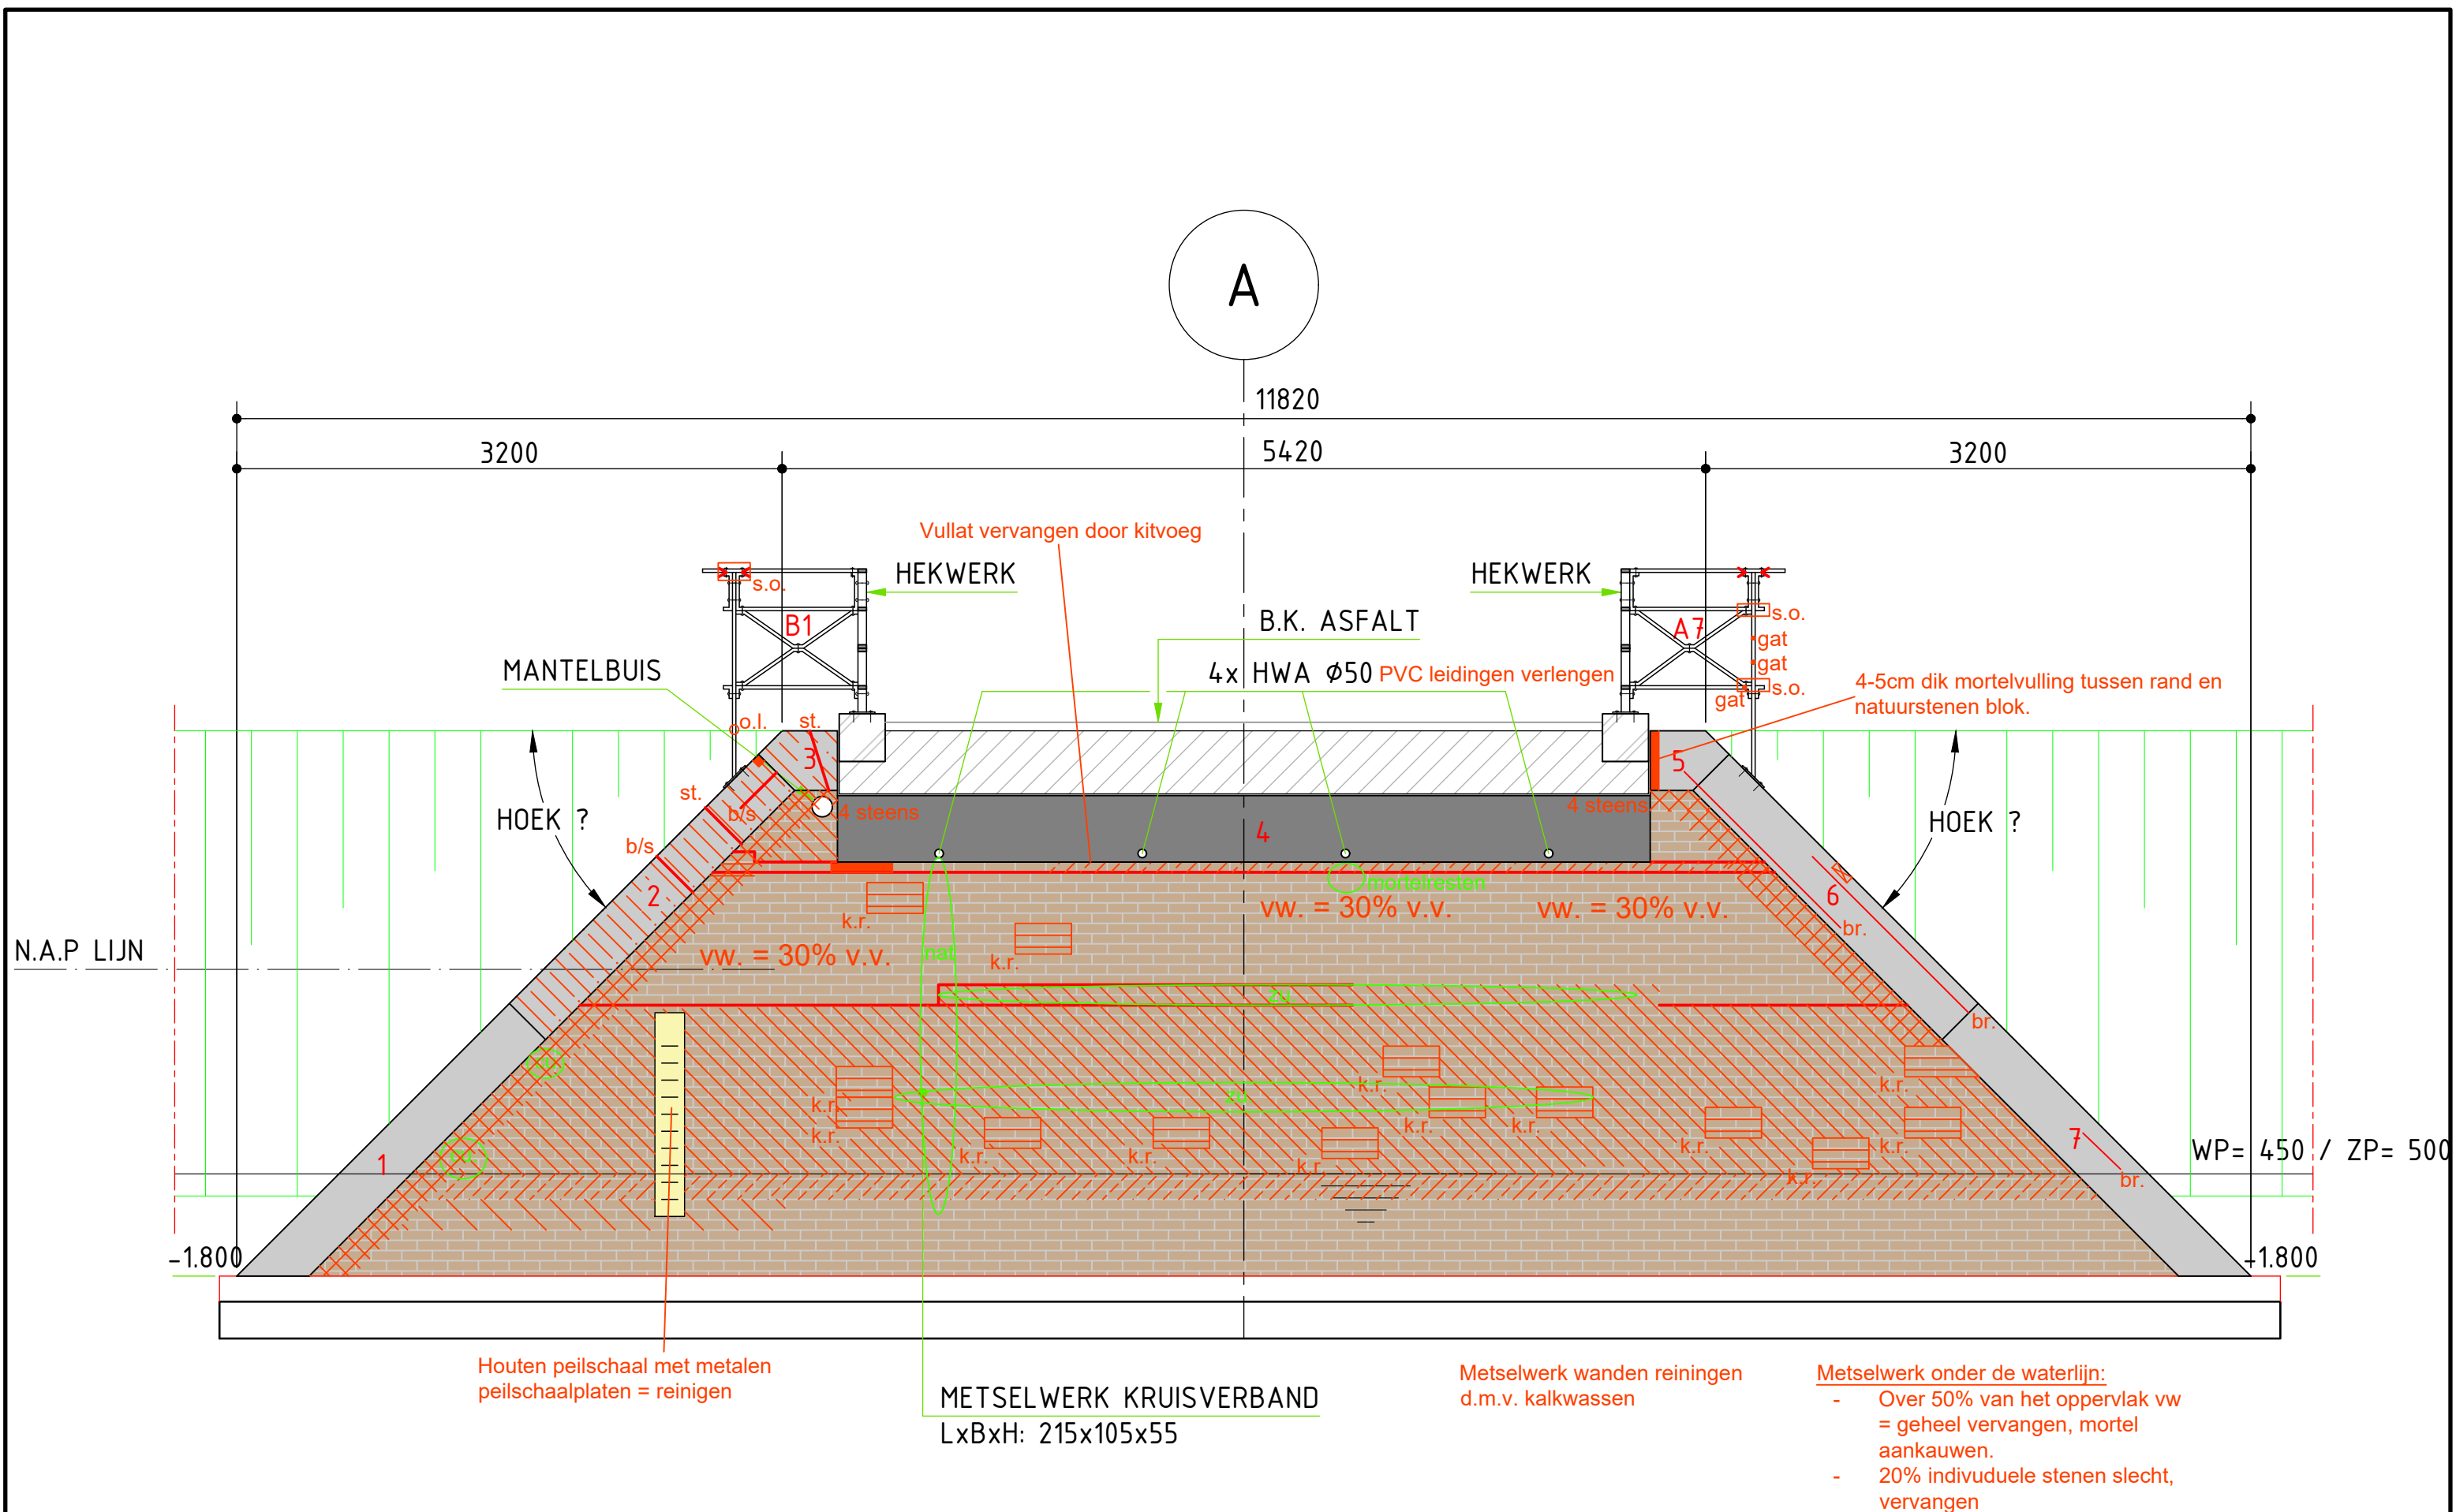 A
11820
3200
5420
3200
Vullat vervangen door kitvoeg
HEKWERK
HEKWERK
s.o.
B.K. ASFALT
s.o.
B1
A7
gat
gat
MANTELBUIS
4x HWA Ø50 PVC leidingen verlengen
s.o.
gat
4-5cm dik mortelvulling tussen rand en
natuurstenen blok.
o.l.
st.
3
5
st.
b/s
4 steens
4 steens
HOEK ?
4
HOEK ?
b/s
mortelresten
2
6
vw. = 30% v.v.
vw. = 30% v.v.
k.r.
br.
N.A.P LIJN
vw. = 30% v.v.
nat
k.r.
zu
br.
k.r.
k.r.
k.r.
zu
k.r.
k.r.
k.r.
k.r.
k.r.
k.r.
k.r.
k.r.
k.r.
1
7
WP= 450 / ZP= 500
br.
-1.800
-1.800
Houten peilschaal met metalen
peilschaalplaten = reinigen
METSELWERK KRUISVERBAND
LxBxH: 215x105x55
Metselwerk wanden reiningen
d.m.v. kalkwassen
Metselwerk onder de waterlijn:
- Over 50% van het oppervlak vw
= geheel vervangen, mortel
aankauwen.
- 20% indivuduele stenen slecht,
vervangen